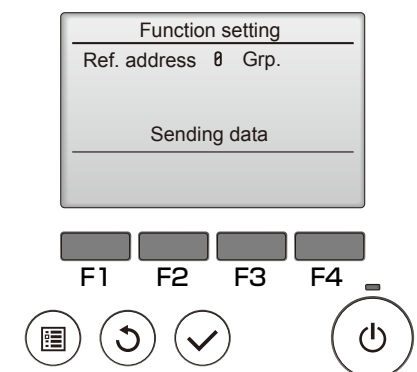 Function setting
Ref. address 0 Grp.
Sending data
F1 F2 F3 F4